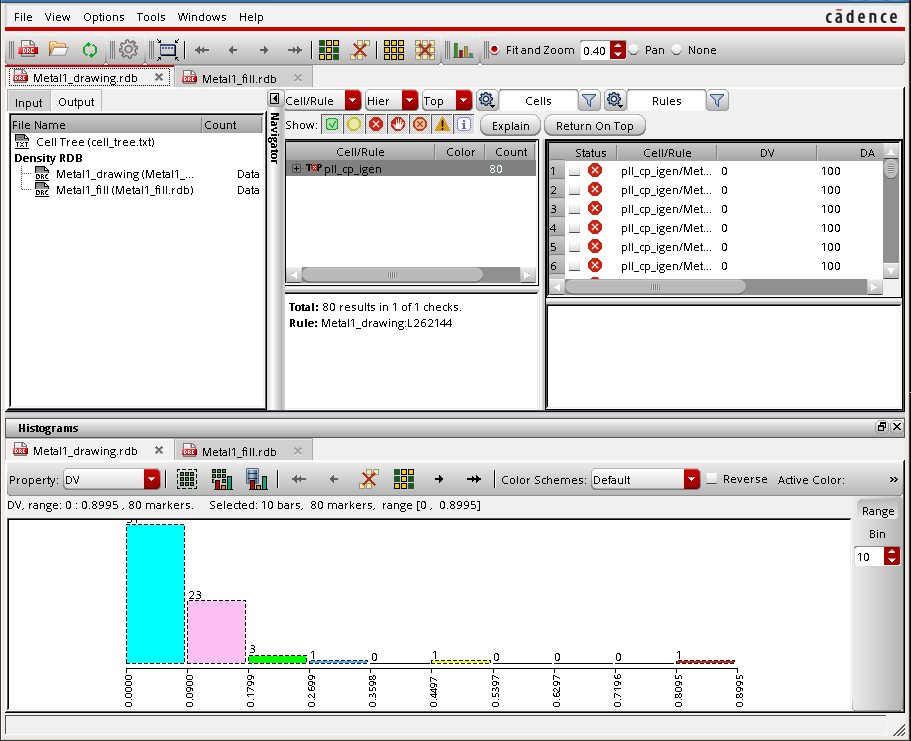 File View Options Tools Windows Help
cādence
Fit and Zoom 0.40 Pan None
Metal1_drawing.rdb Metal1_fill.rdb
Input Output
File Name Count
Cell Tree (cell_tree.txt)
Density RDB
Metal1_drawing (Metal1_... Data
Metal1_fill (Metal1_fill.rdb) Data
Navigator
Cell/Rule Hier Top Cells Rules
Show: Explain Return On Top
Cell/Rule Color Count
TOP pll_cp_igen 80
Total: 80 results in 1 of 1 checks.
Rule: Metal1_drawing:L262144
Status Cell/Rule DV DA
1 pll_cp_igen/Met... 0 100
2 pll_cp_igen/Met... 0 100
3 pll_cp_igen/Met... 0 100
4 pll_cp_igen/Met... 0 100
5 pll_cp_igen/Met... 0 100
6 pll_cp_igen/Met... 0 100
Histograms
Metal1_drawing.rdb Metal1_fill.rdb
Property: DV Color Schemes: Default Reverse Active Color: »
DV, range: 0 : 0.8995 , 80 markers. Selected: 10 bars, 80 markers, range [0 , 0.8995]
Range
Bin
10
23 3 1 0 1 0 0 0 1
0.0000 0.0900 0.1799 0.2699 0.3598 0.4497 0.5397 0.6297 0.7196 0.8095 0.8995